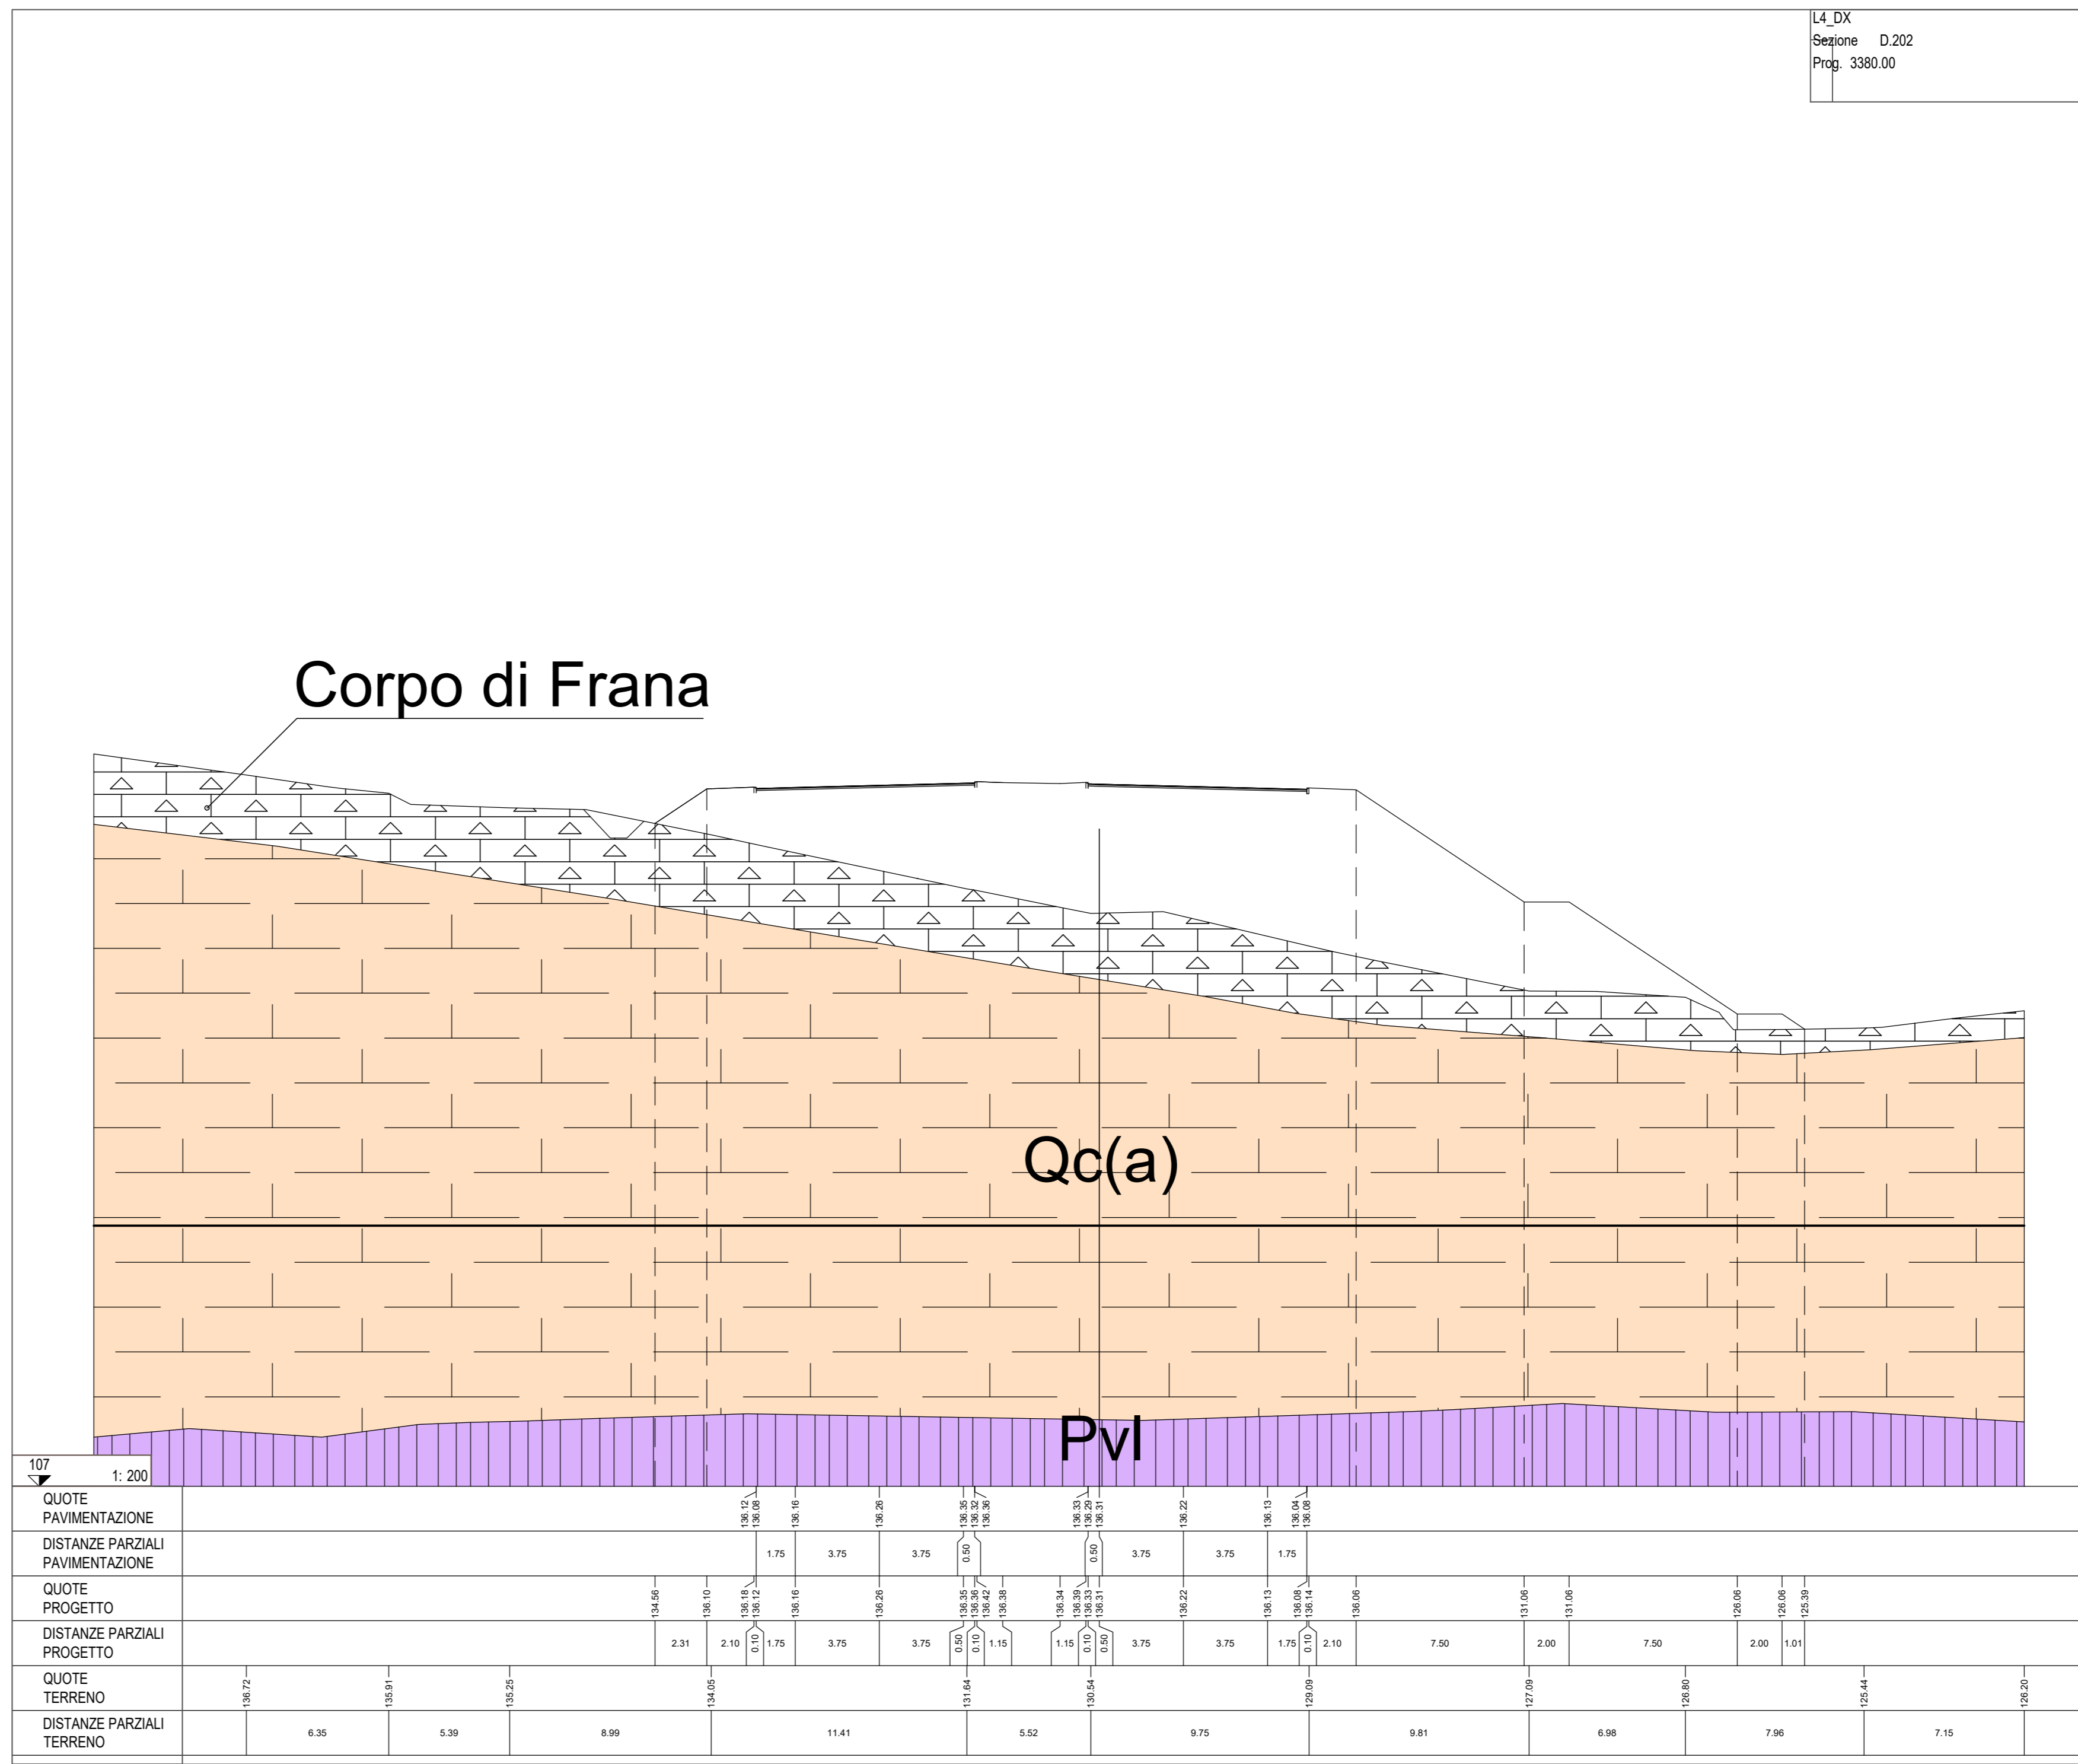 L4_DX
Sezione D.202
Prog. 3380.00
Corpo di Frana
Qc(a)
Pvl
107
1: 200
QUOTE
PAVIMENTAZIONE
136.12 136.08 136.16 136.26 136.35 136.32 136.36 136.33 136.29 136.31 136.22 136.13 136.04 136.08
DISTANZE PARZIALI
PAVIMENTAZIONE
1.75 3.75 3.75 0.50 0.50 3.75 3.75 1.75
QUOTE
PROGETTO
134.56 136.10 136.18 136.12 136.16 136.26 136.35 136.36 136.42 136.38 136.34 136.39 136.33 136.31 136.22 136.13 136.08 136.14 136.06 131.06 131.06 126.06 126.06 125.39
DISTANZE PARZIALI
PROGETTO
2.31 2.10 0.10 1.75 3.75 3.75 0.50 0.10 1.15 1.15 0.10 0.50 3.75 3.75 1.75 0.10 2.10 7.50 2.00 7.50 2.00 1.01
QUOTE
TERRENO
136.72 135.91 135.25 134.05 131.64 130.54 129.09 127.09 126.80 125.44 126.20
DISTANZE PARZIALI
TERRENO
6.35 5.39 8.99 11.41 5.52 9.75 9.81 6.98 7.96 7.15